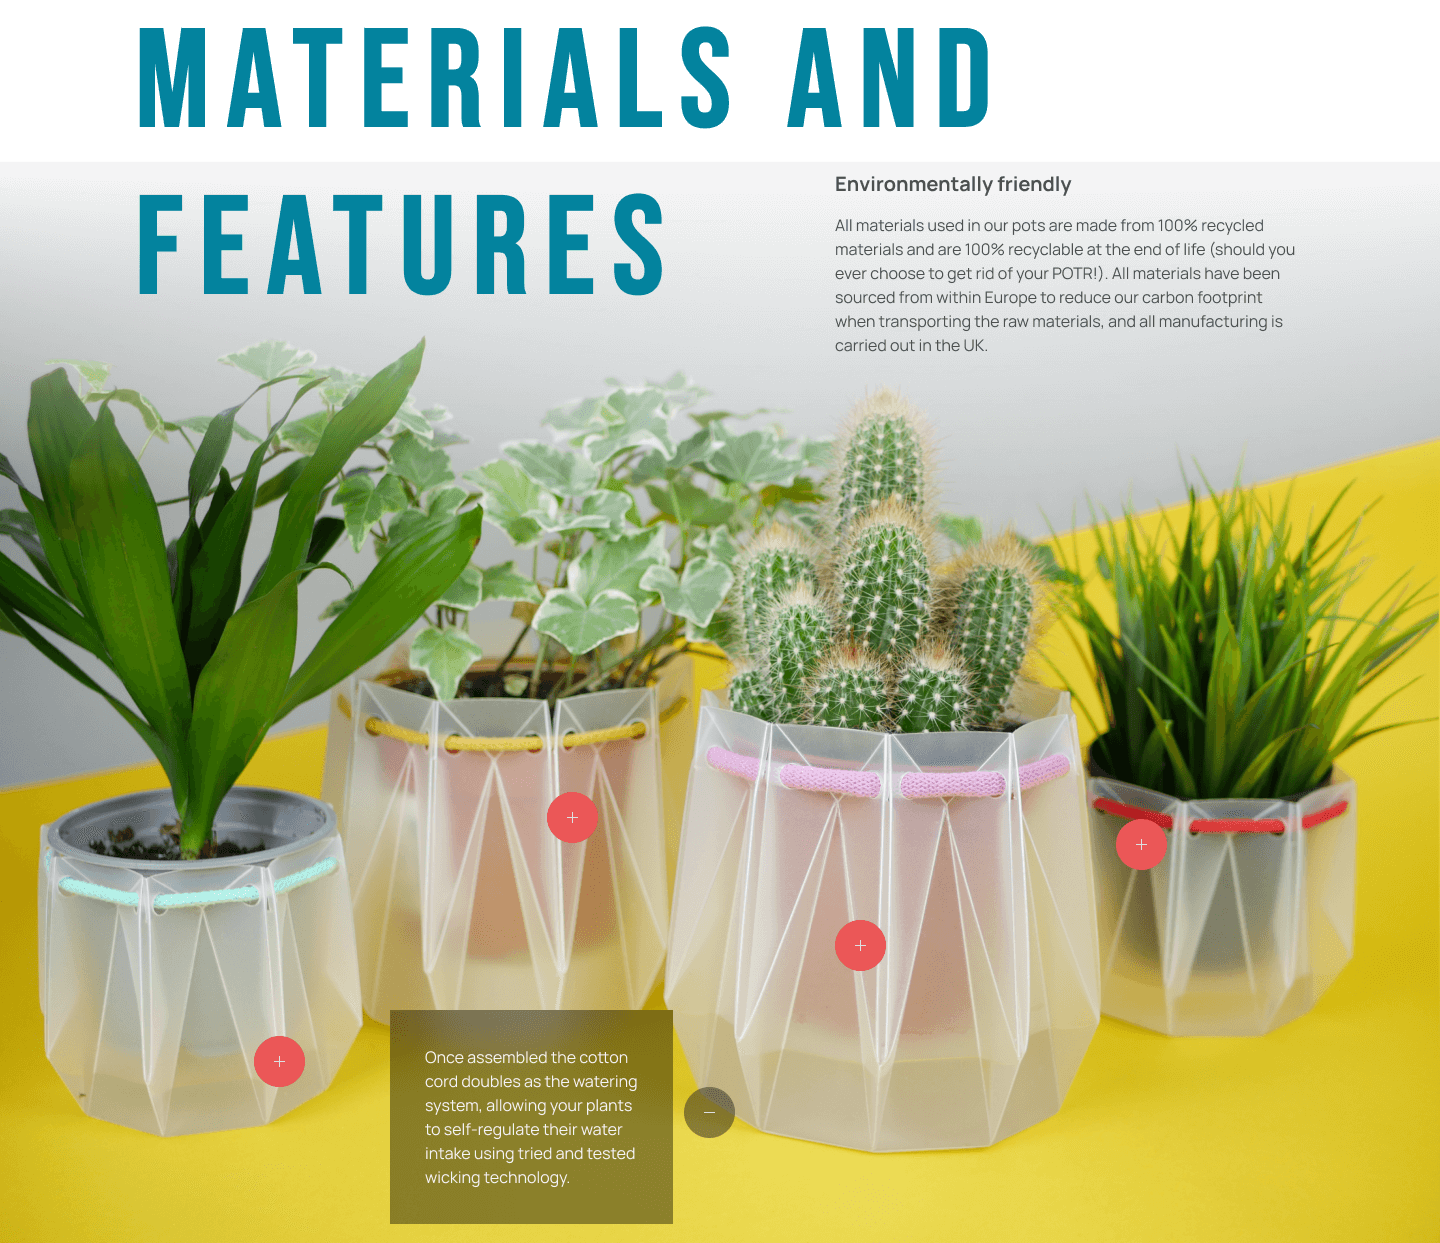 MATERIALS AND
FEATURES
Environmentally friendly
All materials used in our pots are made from 100% recycled
materials and are 100% recyclable at the end of life (should you
ever choose to get rid of your POTR!). All materials have been
sourced from within Europe to reduce our carbon footprint
when transporting the raw materials, and all manufacturing is
carried out in the UK.
Once assembled the cotton
cord doubles as the watering
system, allowing your plants
to self-regulate their water
intake using tried and tested
wicking technology.